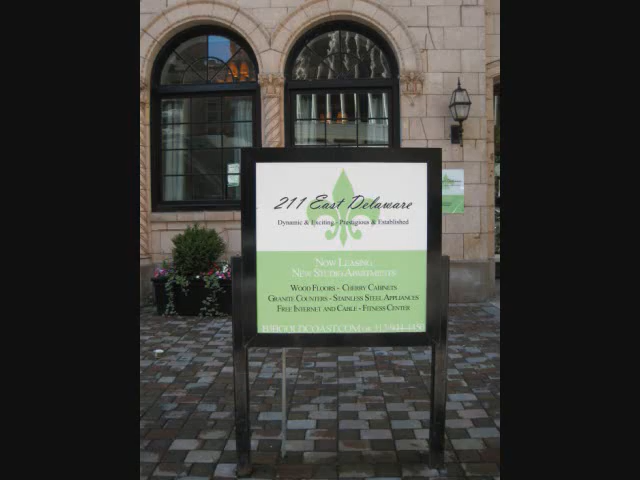 211 East Delaware
Dynamic & Exciting - Prestigious & Established
Now Leasing
New Studio Apartments
Wood Floors - Cherry Cabinets
Granite Counters - Stainless Steel Appliances
Free Internet and Cable - Fitness Center